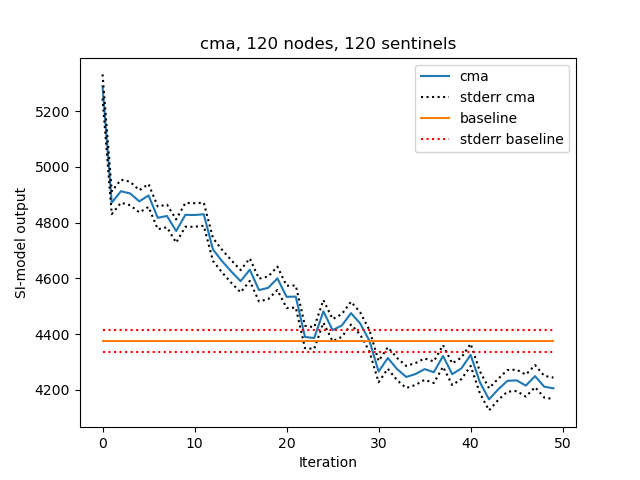 cma, 120 nodes, 120 sentinels
cma
stderr cma
baseline
stderr baseline
SI-model output
5200
5000
4800
4600
4400
4200
0 10 20 30 40 50
Iteration